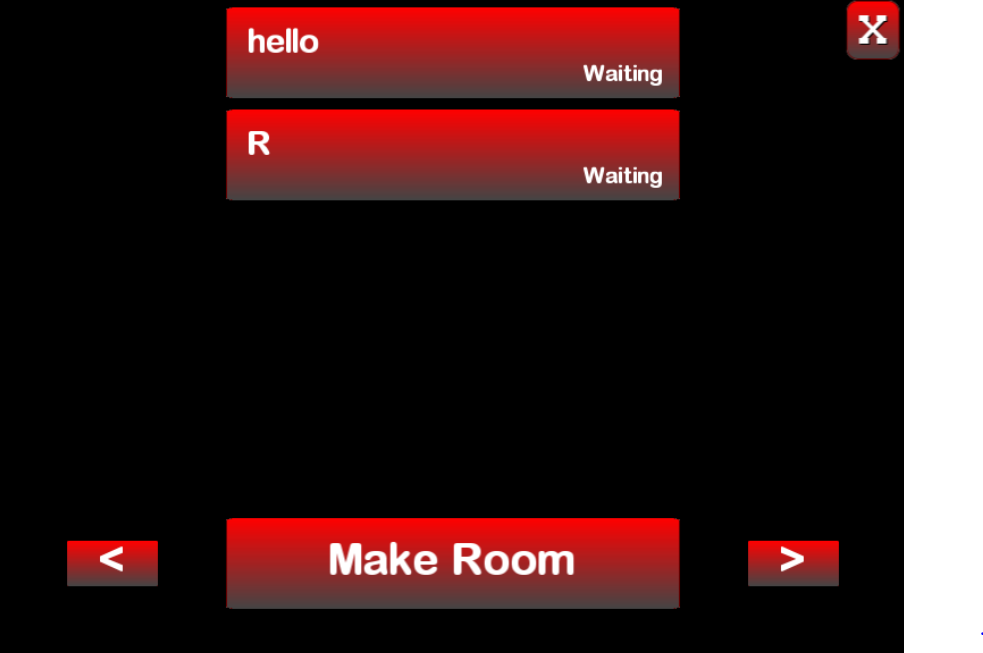 hello
X
Waiting
R
Waiting
< Make Room >